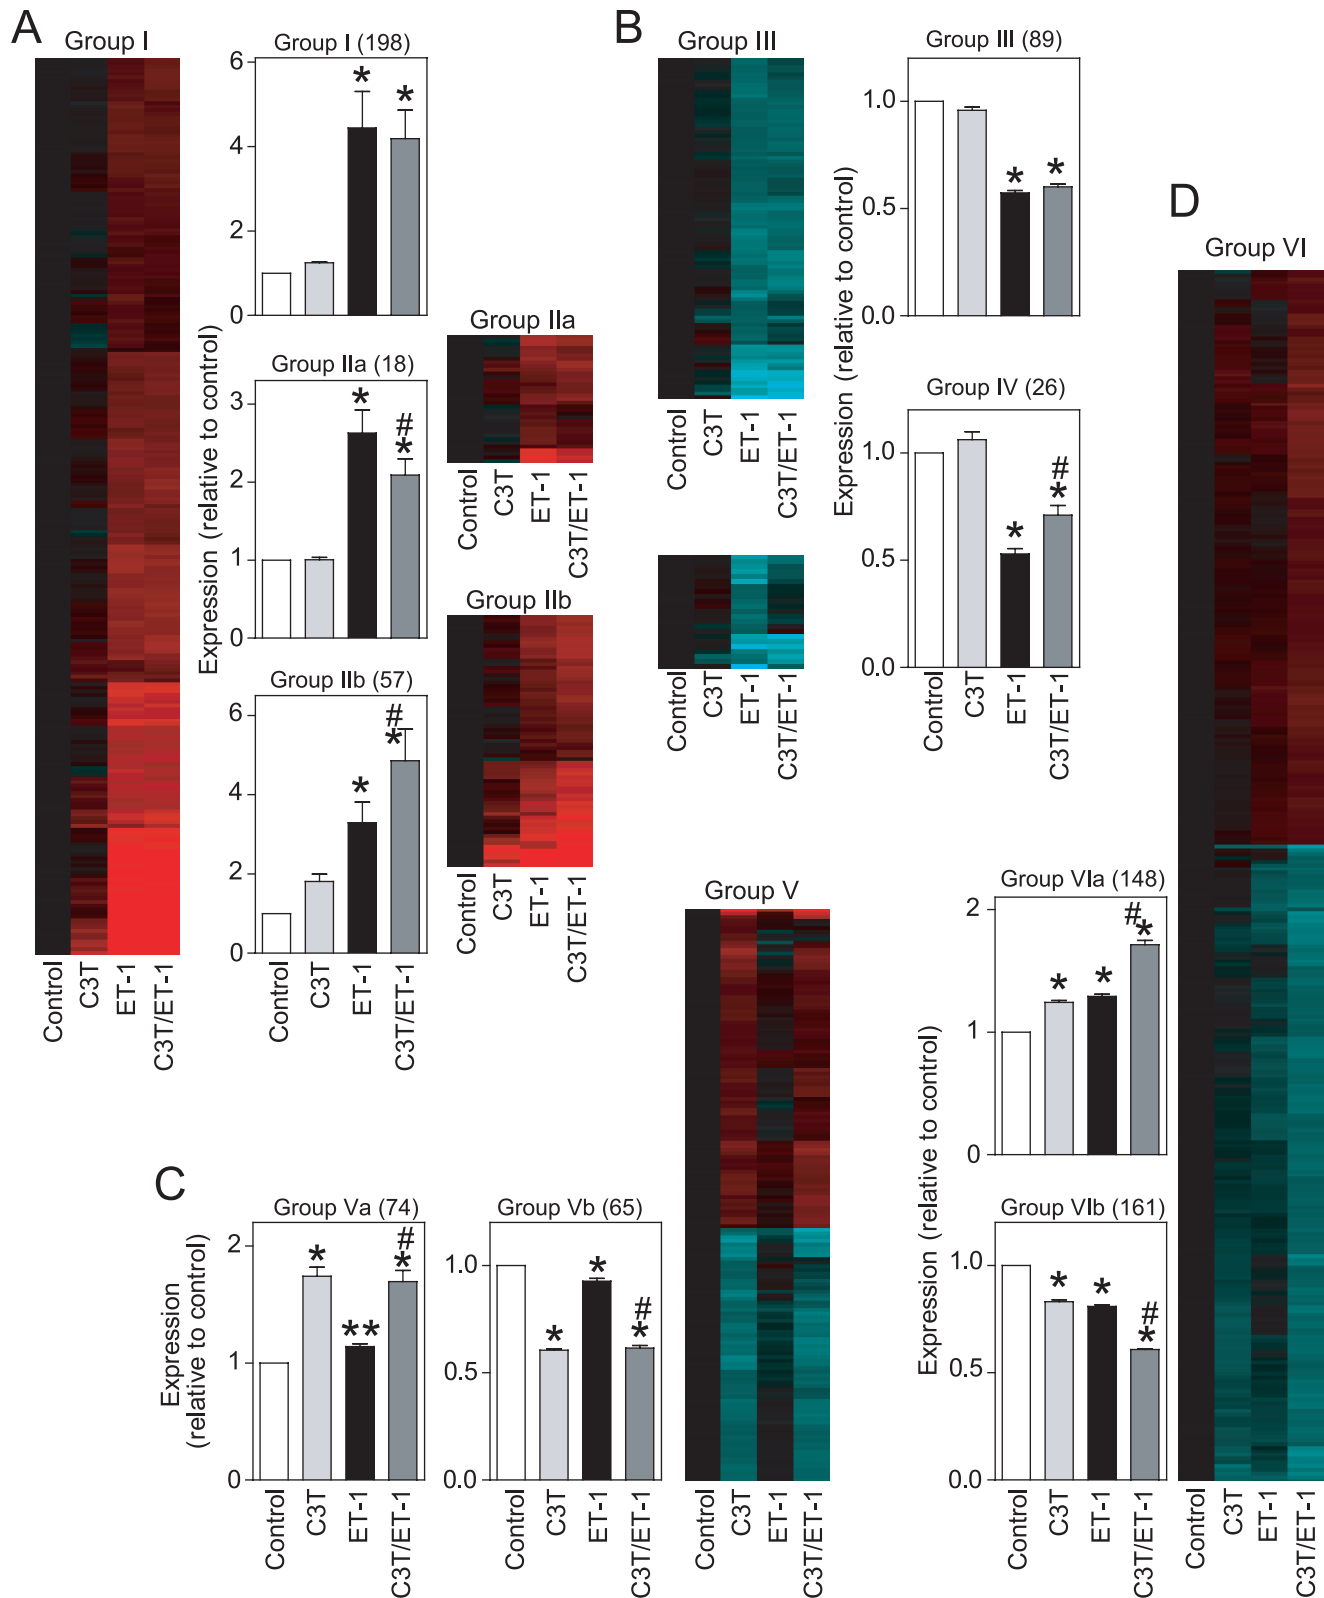 A
Group I
Group I (198)
6
4
2
0
*
*
Group IIa (18)
3
2
1
0
*
#
*
Group IIb (57)
6
4
2
0
*
#
*
Expression (relative to control)
Control
C3T
ET-1
C3T/ET-1
Control
C3T
ET-1
C3T/ET-1
Group IIa
Control
C3T
ET-1
C3T/ET-1
Group IIb
Control
C3T
ET-1
C3T/ET-1
B
Group III
Control
C3T
ET-1
C3T/ET-1
Control
C3T
ET-1
C3T/ET-1
Group III (89)
1.0
0.5
0.0
*
*
Group IV (26)
1.0
0.5
0.0
*
#
*
Expression (relative to control)
Control
C3T
ET-1
C3T/ET-1
C
Group Va (74)
2
1
0
*
**
#
*
Expression
(relative to control)
Control
C3T
ET-1
C3T/ET-1
Group Vb (65)
1.0
0.5
0.0
*
*
#
*
Control
C3T
ET-1
C3T/ET-1
Group V
Control
C3T
ET-1
C3T/ET-1
D
Group VI
Group VIa (148)
2
1
0
*
*
#
*
Group VIb (161)
1.0
0.5
0.0
*
*
#
*
Expression (relative to control)
Control
C3T
ET-1
C3T/ET-1
Control
C3T
ET-1
C3T/ET-1